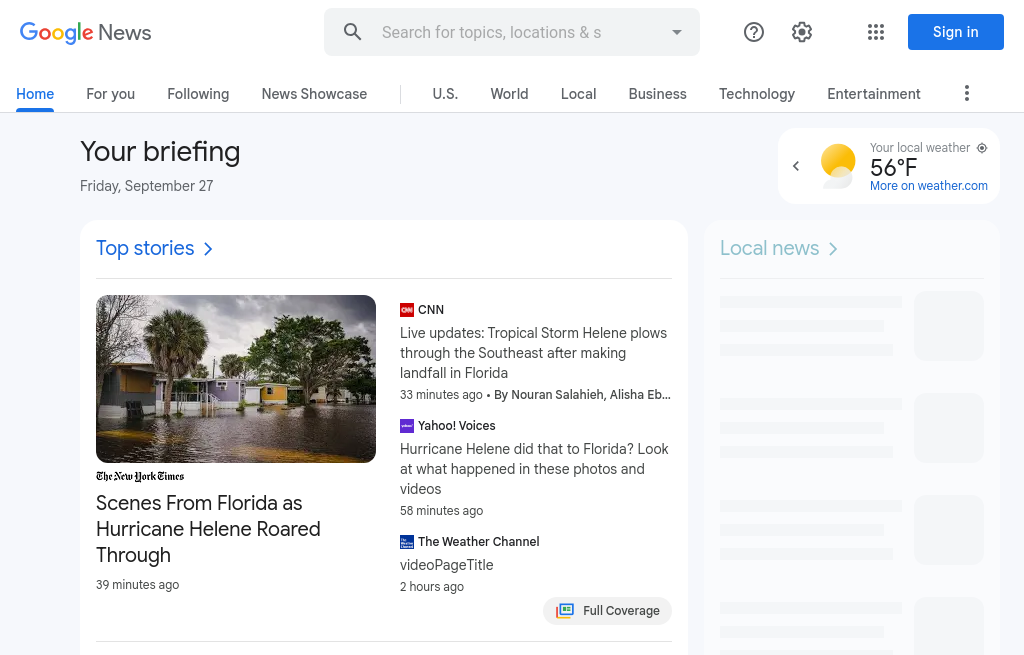 Google News
Search for topics, locations & s
Sign in
Home
For you
Following
News Showcase
U.S.
World
Local
Business
Technology
Entertainment
Your briefing
Friday, September 27
Your local weather
56°F
More on weather.com
Top stories
The New York Times
Scenes From Florida as
Hurricane Helene Roared
Through
39 minutes ago
CNN
Live updates: Tropical Storm Helene plows
through the Southeast after making
landfall in Florida
33 minutes ago • By Nouran Salahieh, Alisha Eb...
Yahoo! Voices
Hurricane Helene did that to Florida? Look
at what happened in these photos and
videos
58 minutes ago
The Weather Channel
videoPageTitle
2 hours ago
Full Coverage
Local news